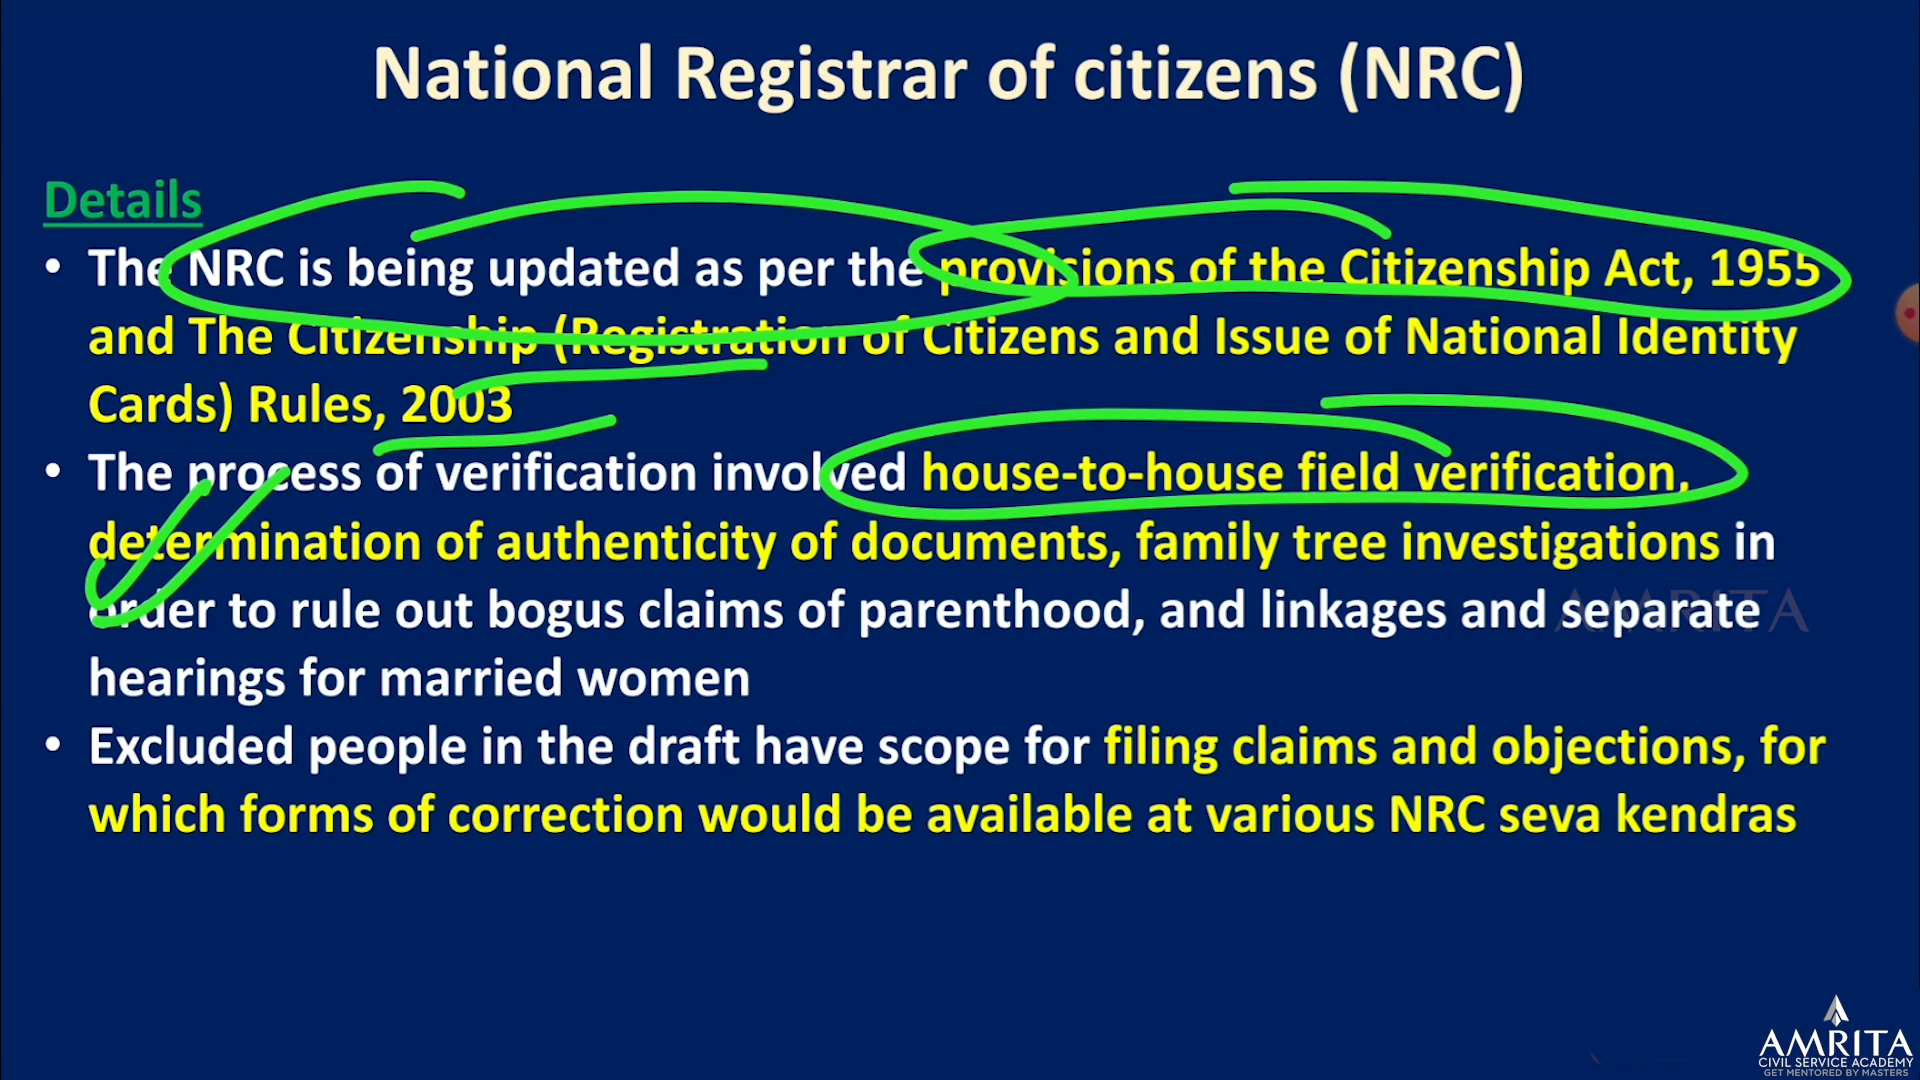 National Registrar of citizens (NRC)
Details
• The NRC is being updated as per the provisions of the Citizenship Act, 1955
and The Citizenship (Registration of Citizens and Issue of National Identity
Cards) Rules, 2003
• The process of verification involved house-to-house field verification,
determination of authenticity of documents, family tree investigations in
order to rule out bogus claims of parenthood, and linkages and separate
hearings for married women
• Excluded people in the draft have scope for filing claims and objections, for
which forms of correction would be available at various NRC seva kendras
AMRITA
AMRITA
CIVIL SERVICE ACADEMY
GET MENTORED BY MASTERS